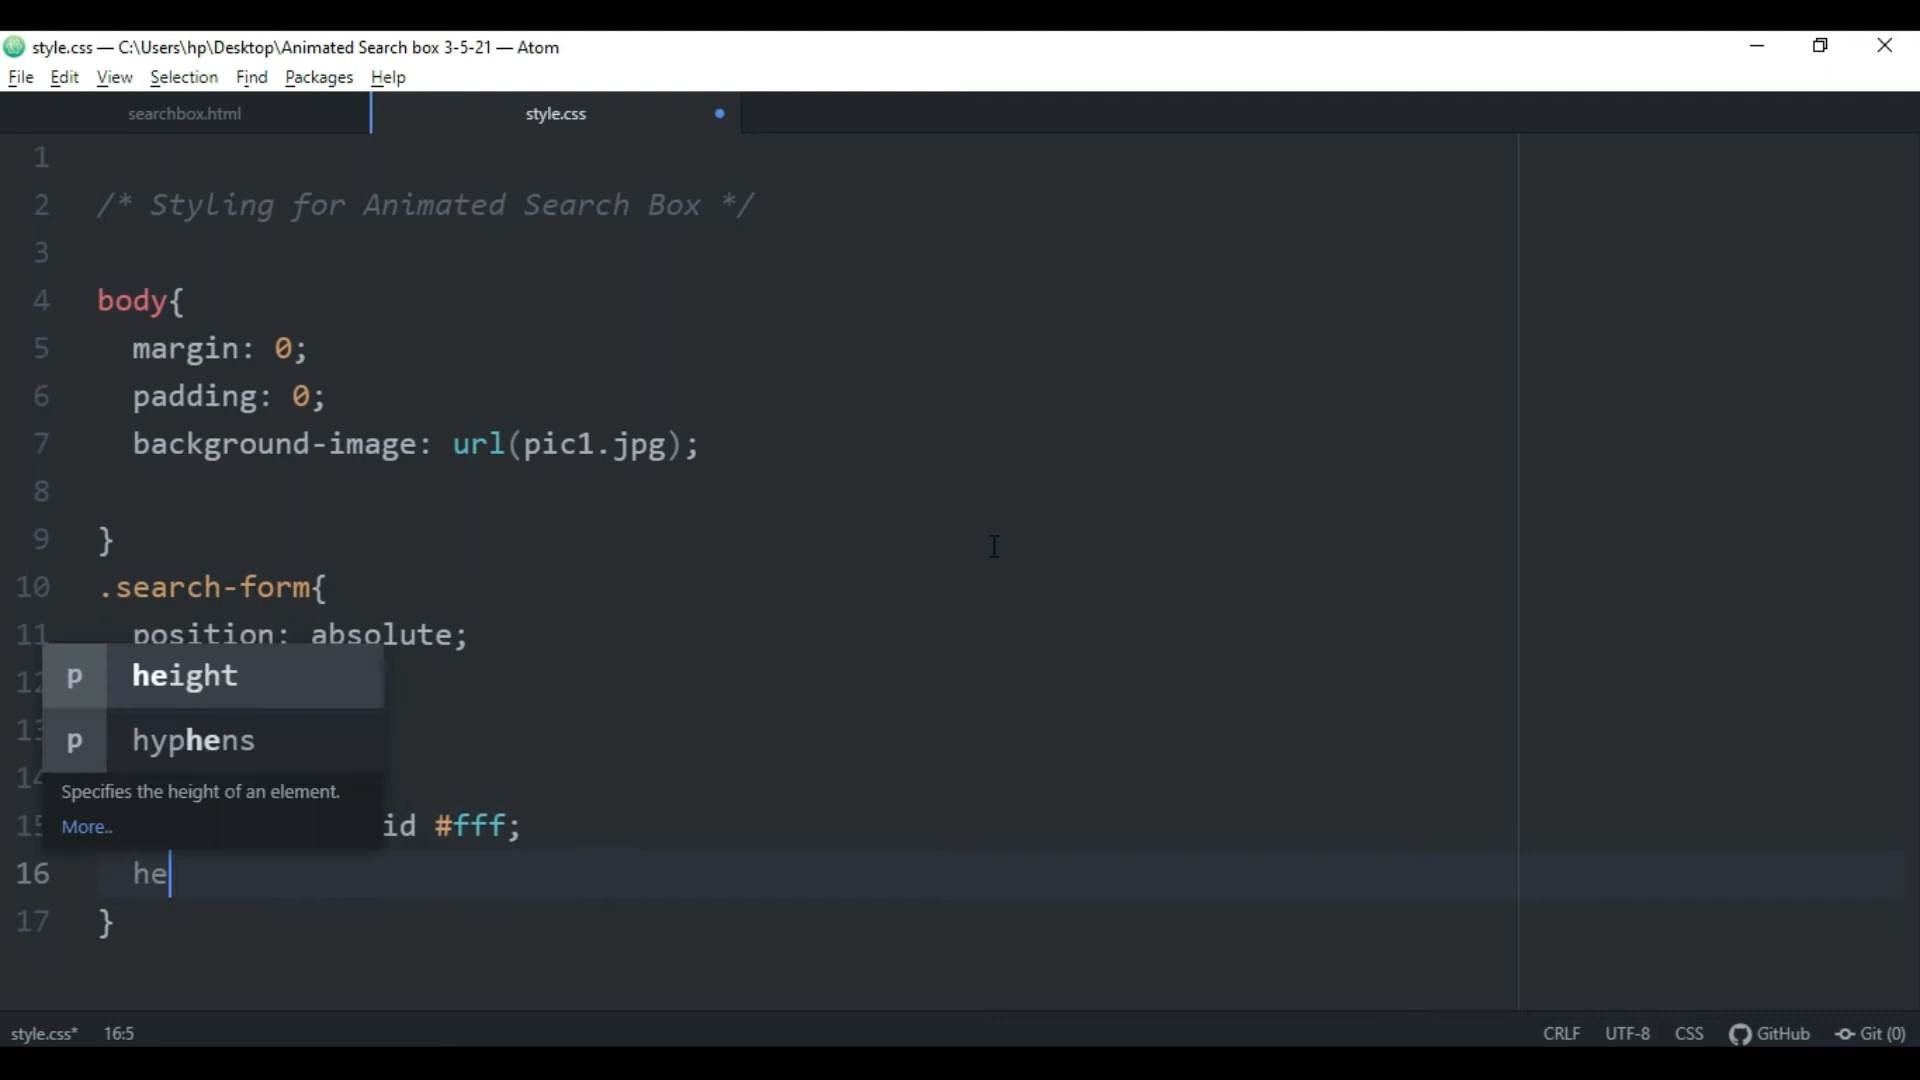 style.css — C:\Users\hp\Desktop\Animated Search box 3-5-21 — Atom
File Edit View Selection Find Packages Help
searchbox.html style.css
1
2 /* Styling for Animated Search Box */
3
4 body{
5 margin: 0;
6 padding: 0;
7 background-image: url(pic1.jpg);
8
9 }
10 .search-form{
11 position: absolute;
p height
p hyphens
Specifies the height of an element.
More..
15 id #fff;
16 he
17 }
style.css* 16:5 CRLF UTF-8 CSS GitHub Git (0)